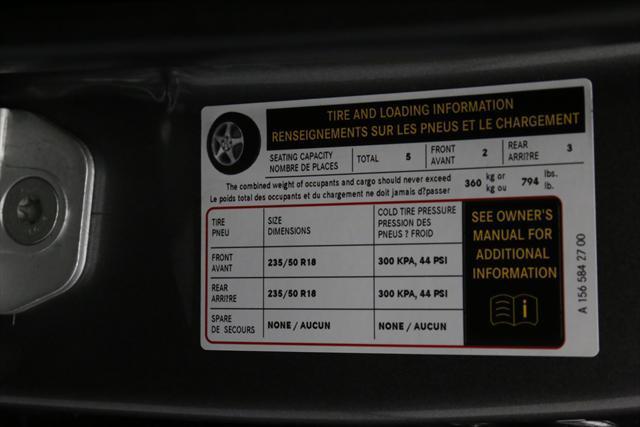 TIRE AND LOADING INFORMATION
RENSEIGNEMENTS SUR LES PNEUS ET LE CHARGEMENT
SEATING CAPACITY
NOMBRE DE PLACES
TOTAL 5
FRONT
AVANT
2
REAR
ARRI?RE
3
The combined weight of occupants and cargo should never exceed
Le poids total des occupants et du chargement ne doit jamais d?passer
360 kg or
kg ou
794 lbs.
lb.
TIRE
PNEU
SIZE
DIMENSIONS
COLD TIRE PRESSURE
PRESSION DES
PNEUS ? FROID
FRONT
AVANT
235/50 R18
300 KPA, 44 PSI
REAR
ARRI?RE
235/50 R18
300 KPA, 44 PSI
SPARE
DE SECOURS
NONE / AUCUN
NONE / AUCUN
SEE OWNER'S
MANUAL FOR
ADDITIONAL
INFORMATION
i
A 156 584 27 00